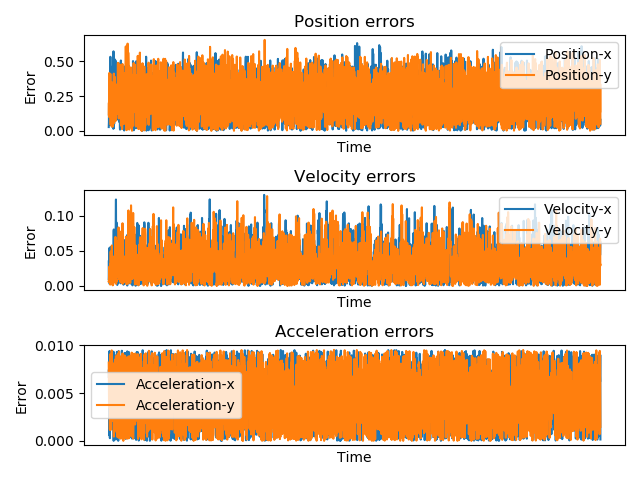 Position errors
0.50
0.25
0.00
Error
Position-x
Position-y
Time
Velocity errors
0.10
0.05
0.00
Error
Velocity-x
Velocity-y
Time
Acceleration errors
0.010
0.005
0.000
Error
Acceleration-x
Acceleration-y
Time